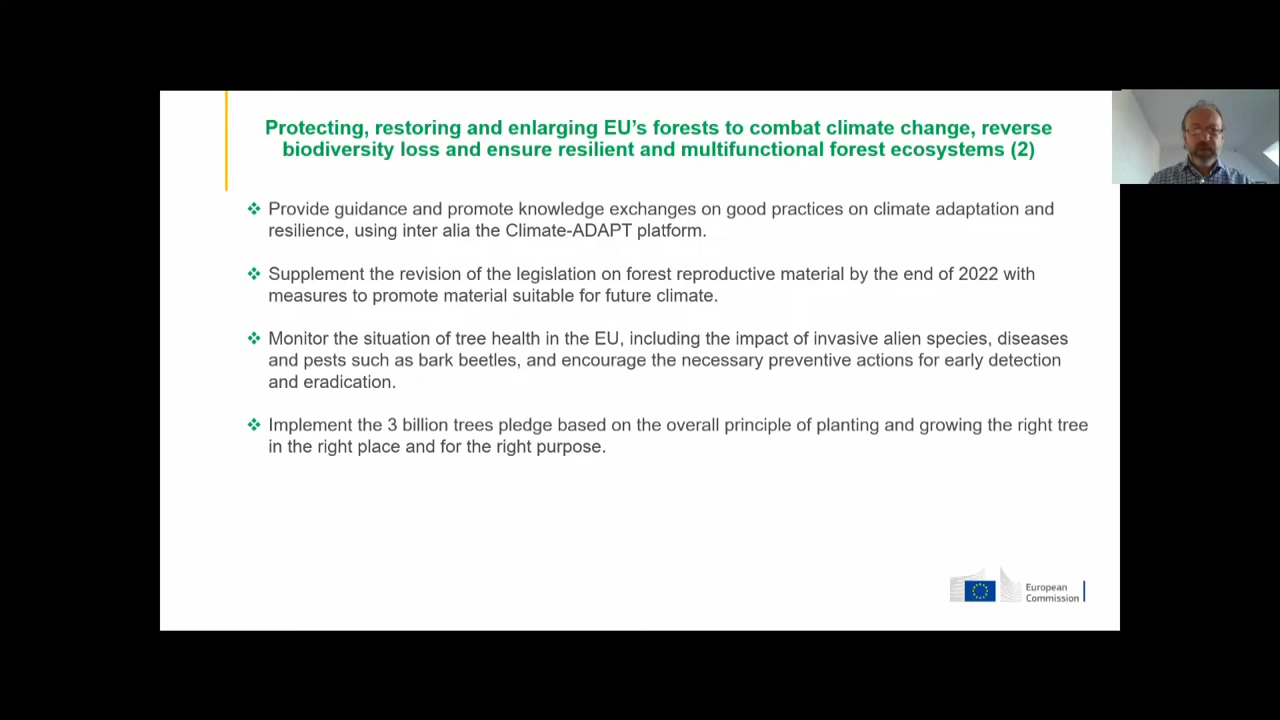 Protecting, restoring and enlarging EU’s forests to combat climate change, reverse
biodiversity loss and ensure resilient and multifunctional forest ecosystems (2)
Provide guidance and promote knowledge exchanges on good practices on climate adaptation and
resilience, using inter alia the Climate-ADAPT platform.
Supplement the revision of the legislation on forest reproductive material by the end of 2022 with
measures to promote material suitable for future climate.
Monitor the situation of tree health in the EU, including the impact of invasive alien species, diseases
and pests such as bark beetles, and encourage the necessary preventive actions for early detection
and eradication.
Implement the 3 billion trees pledge based on the overall principle of planting and growing the right tree
in the right place and for the right purpose.
European
Commission